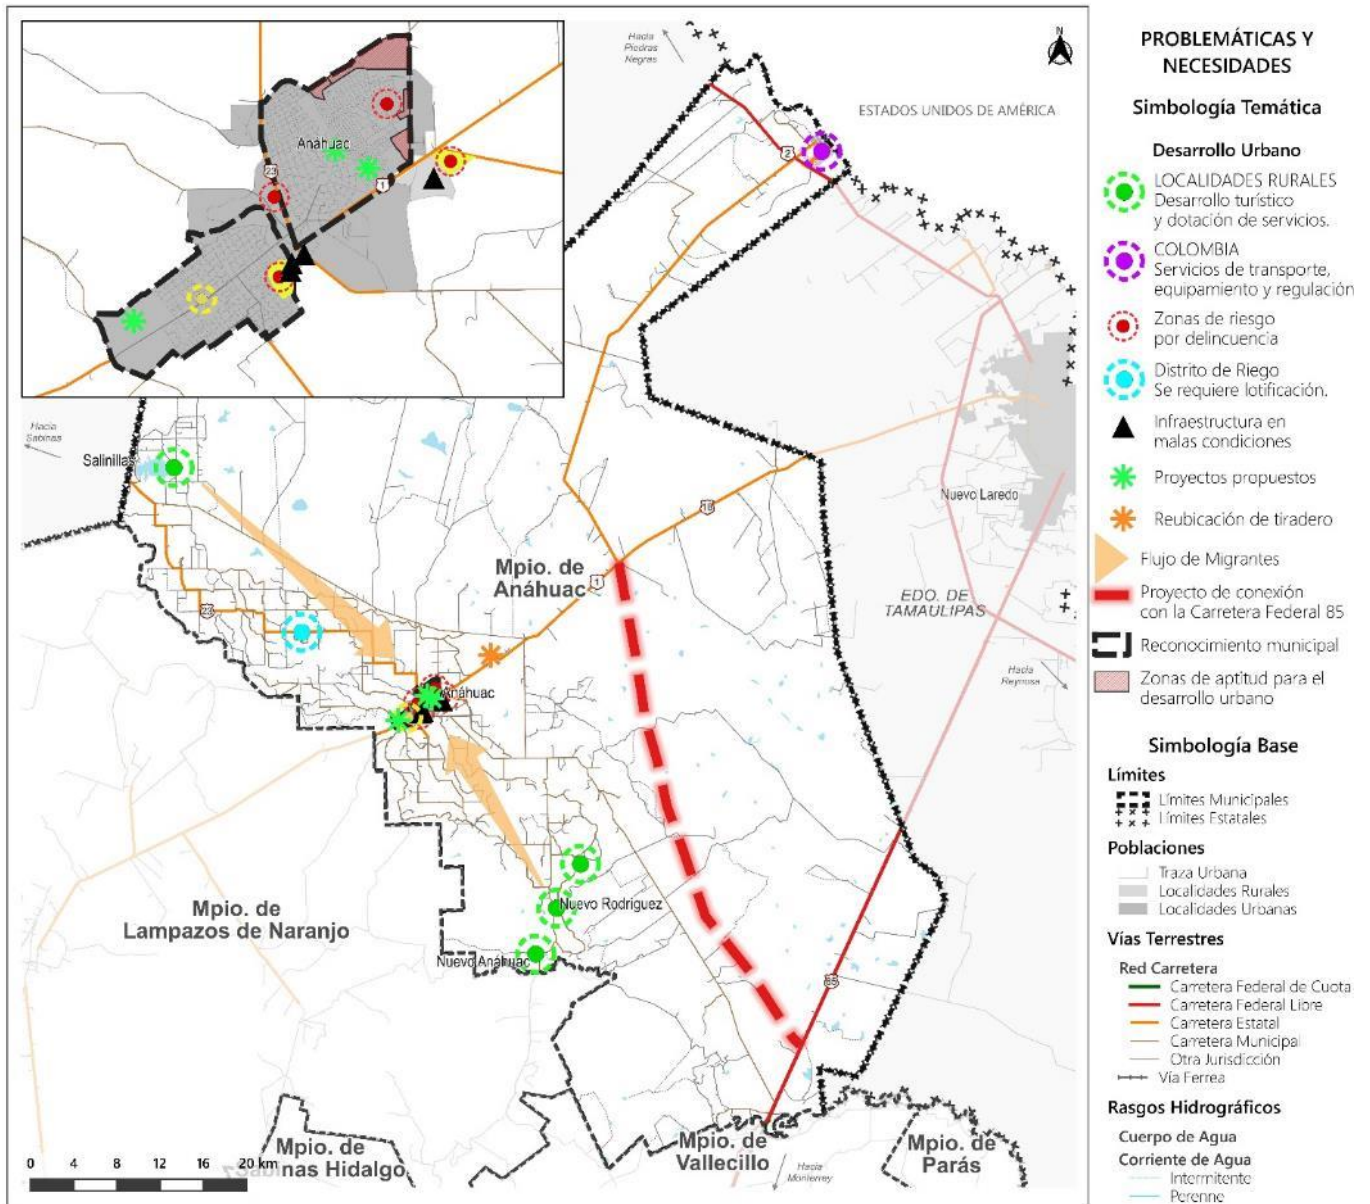 Hacia
Piedras
Negras
N
ESTADOS UNIDOS DE AMÉRICA
2
Anáhuac
23
1
Hacia
Sabinas
Salinillas
Nuevo Laredo
Mpio. de
Anáhuac
1
EDO. DE
TAMAULIPAS
Hacia
Reynosa
Anáhuac
Mpio. de
Lampazos de Naranjo
Nuevo Rodríguez
Nuevo Anáhuac
85
Mpio. de
nas Hidalgo
Mpio. de
Vallecillo
Mpio. de
Parás
Hacia
Monterrey
0 4 8 12 16 20 km
PROBLEMÁTICAS Y
NECESIDADES
Simbología Temática
Desarrollo Urbano
LOCALIDADES RURALES
Desarrollo turístico
y dotación de servicios.
COLOMBIA
Servicios de transporte,
equipamiento y regulación
Zonas de riesgo
por delincuencia
Distrito de Riego
Se requiere lotificación.
Infraestructura en
malas condiciones
Proyectos propuestos
Reubicación de tiradero
Flujo de Migrantes
Proyecto de conexión
con la Carretera Federal 85
Reconocimiento municipal
Zonas de aptitud para el
desarrollo urbano
Simbología Base
Límites
Límites Municipales
Límites Estatales
Poblaciones
Traza Urbana
Localidades Rurales
Localidades Urbanas
Vías Terrestres
Red Carretera
Carretera Federal de Cuota
Carretera Federal Libre
Carretera Estatal
Carretera Municipal
Otra Jurisdicción
Vía Ferrea
Rasgos Hidrográficos
Cuerpo de Agua
Corriente de Agua
Intermitente
Perenne